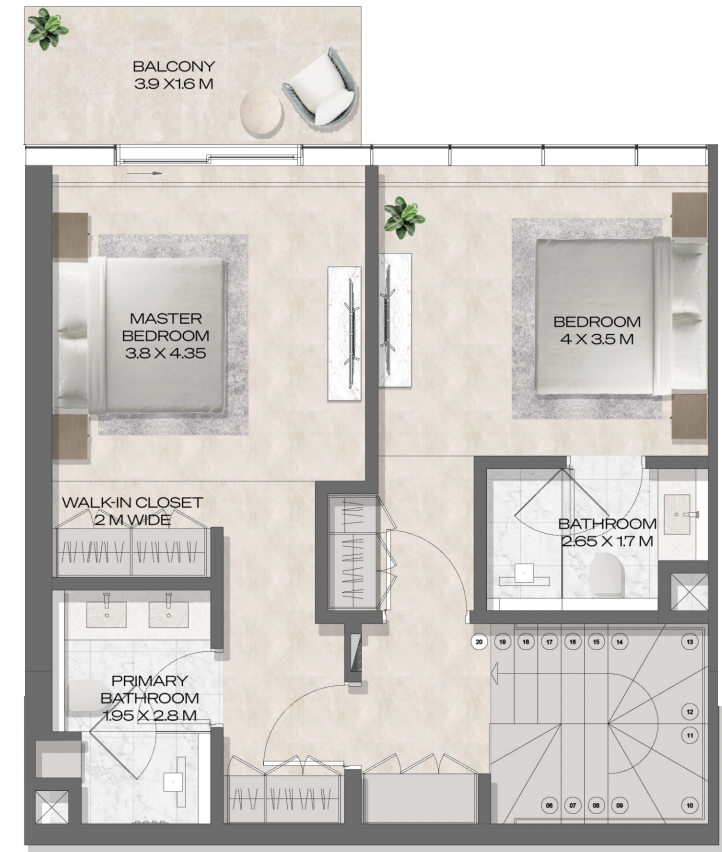 BALCONY
3.9 X1.6 M
MASTER
BEDROOM
3.8 X 4.35
BEDROOM
4 X 3.5 M
WALK-IN CLOSET
2 M WIDE
BATHROOM
2.65 X 1.7 M
PRIMARY
BATHROOM
1.95 X 2.8 M
20 19 18 17 16 15 14 13
12
11
06 07 08 09 10